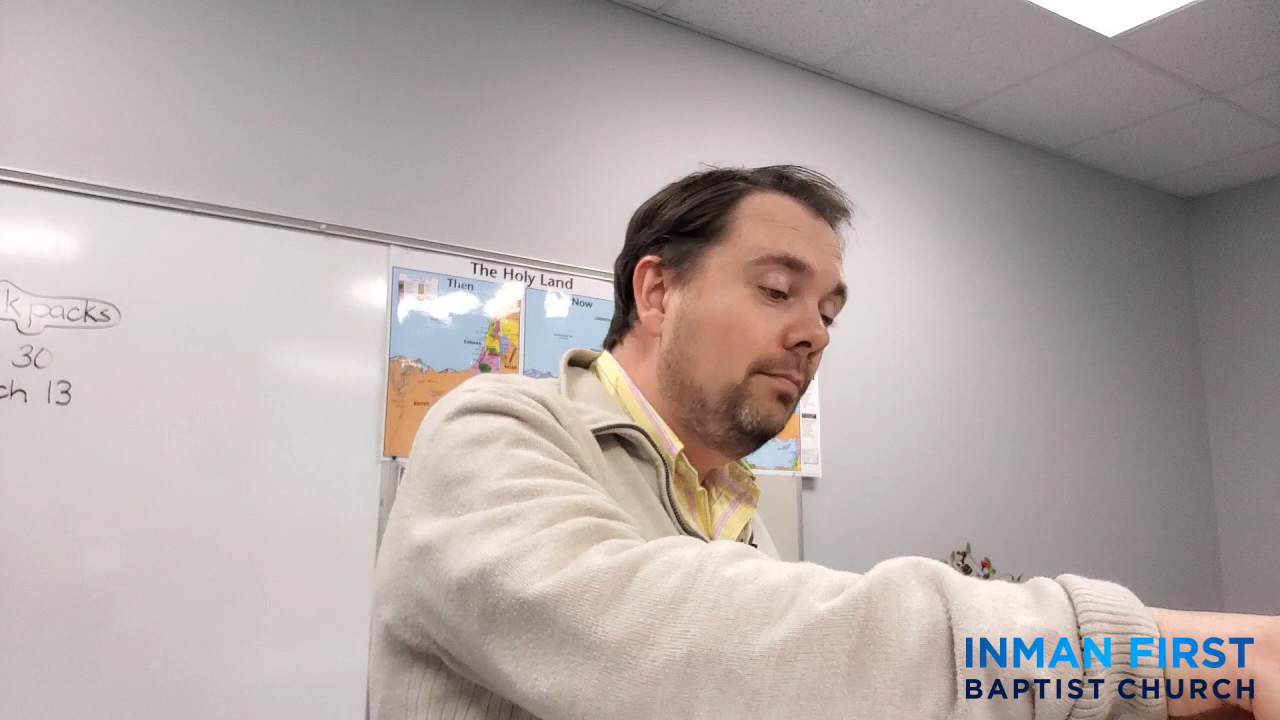 kpacks
30
ch 13
The Holy Land
Then
Now
INMAN FIRST
BAPTIST CHURCH